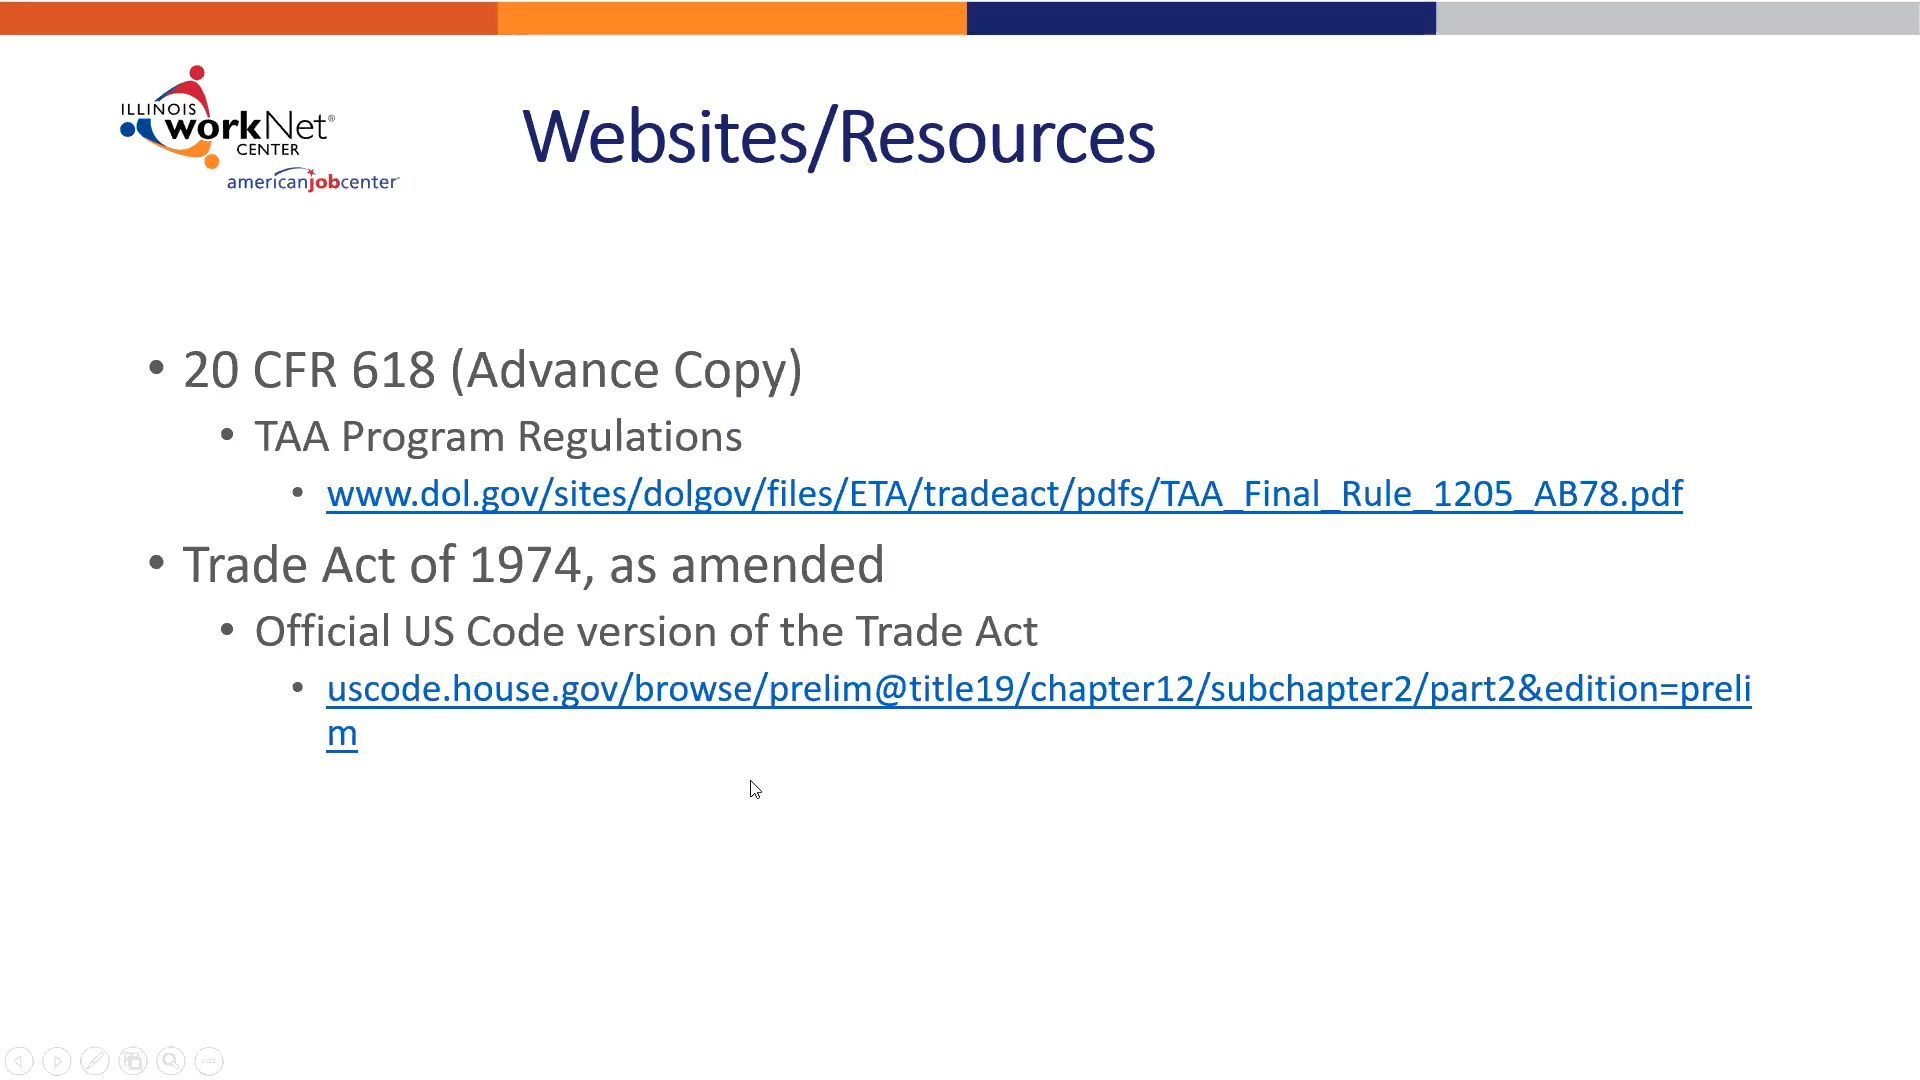 ILLINOIS
workNet®
CENTER
americanjobcenter™
Websites/Resources
• 20 CFR 618 (Advance Copy)
• TAA Program Regulations
• www.dol.gov/sites/dolgov/files/ETA/tradeact/pdfs/TAA_Final_Rule_1205_AB78.pdf
• Trade Act of 1974, as amended
• Official US Code version of the Trade Act
• uscode.house.gov/browse/prelim@title19/chapter12/subchapter2/part2&edition=preli
m